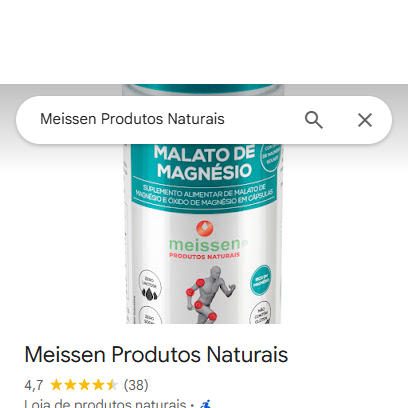 Meissen Produtos Naturais
MALATO DE
MAGNÉSIO
SUPLEMENTO ALIMENTAR DE MALATO DE
MAGNÉSIO E ÓXIDO DE MAGNÉSIO EM CÁPSULAS
meissen®
PRODUTOS NATURAIS
Meissen Produtos Naturais
4,7 (38)
Loja de produtos naturais ·